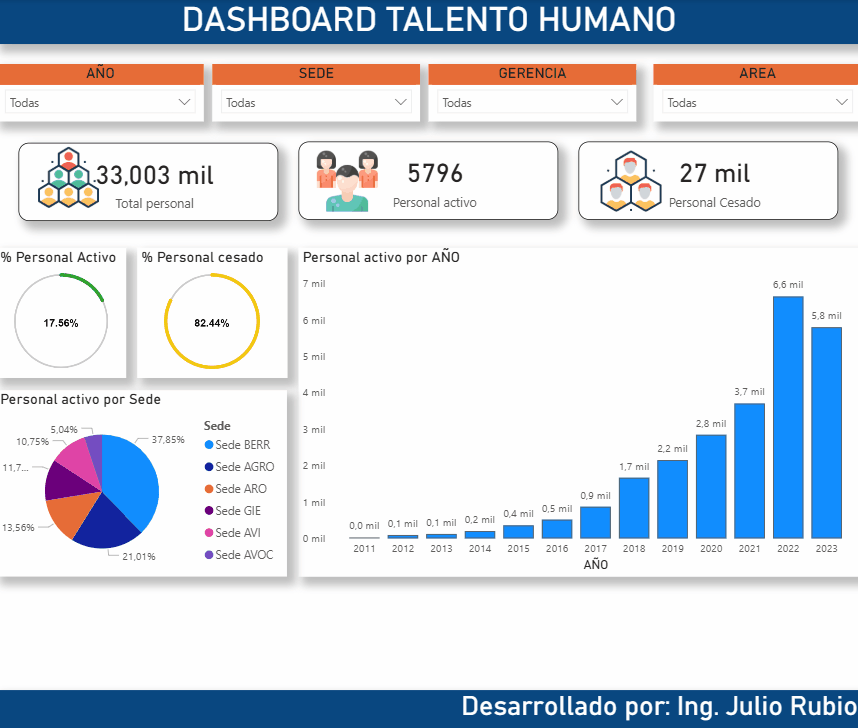 DASHBOARD TALENTO HUMANO
AÑO
SEDE
GERENCIA
AREA
Todas
Todas
Todas
Todas
33,003 mil
Total personal
5796
Personal activo
27 mil
Personal Cesado
% Personal Activo
17.56%
% Personal cesado
82.44%
Personal activo por Sede
5,04%
10,75%
11,7...
13,56%
37,85%
21,01%
Sede
Sede BERR
Sede AGRO
Sede ARO
Sede GIE
Sede AVI
Sede AVOC
Personal activo por AÑO
7 mil
6 mil
5 mil
4 mil
3 mil
2 mil
1 mil
0 mil
0,0 mil
0,1 mil
0,1 mil
0,2 mil
0,4 mil
0,5 mil
0,9 mil
1,7 mil
2,2 mil
2,8 mil
3,7 mil
6,6 mil
5,8 mil
2011 2012 2013 2014 2015 2016 2017 2018 2019 2020 2021 2022 2023
AÑO
Desarrollado por: Ing. Julio Rubio